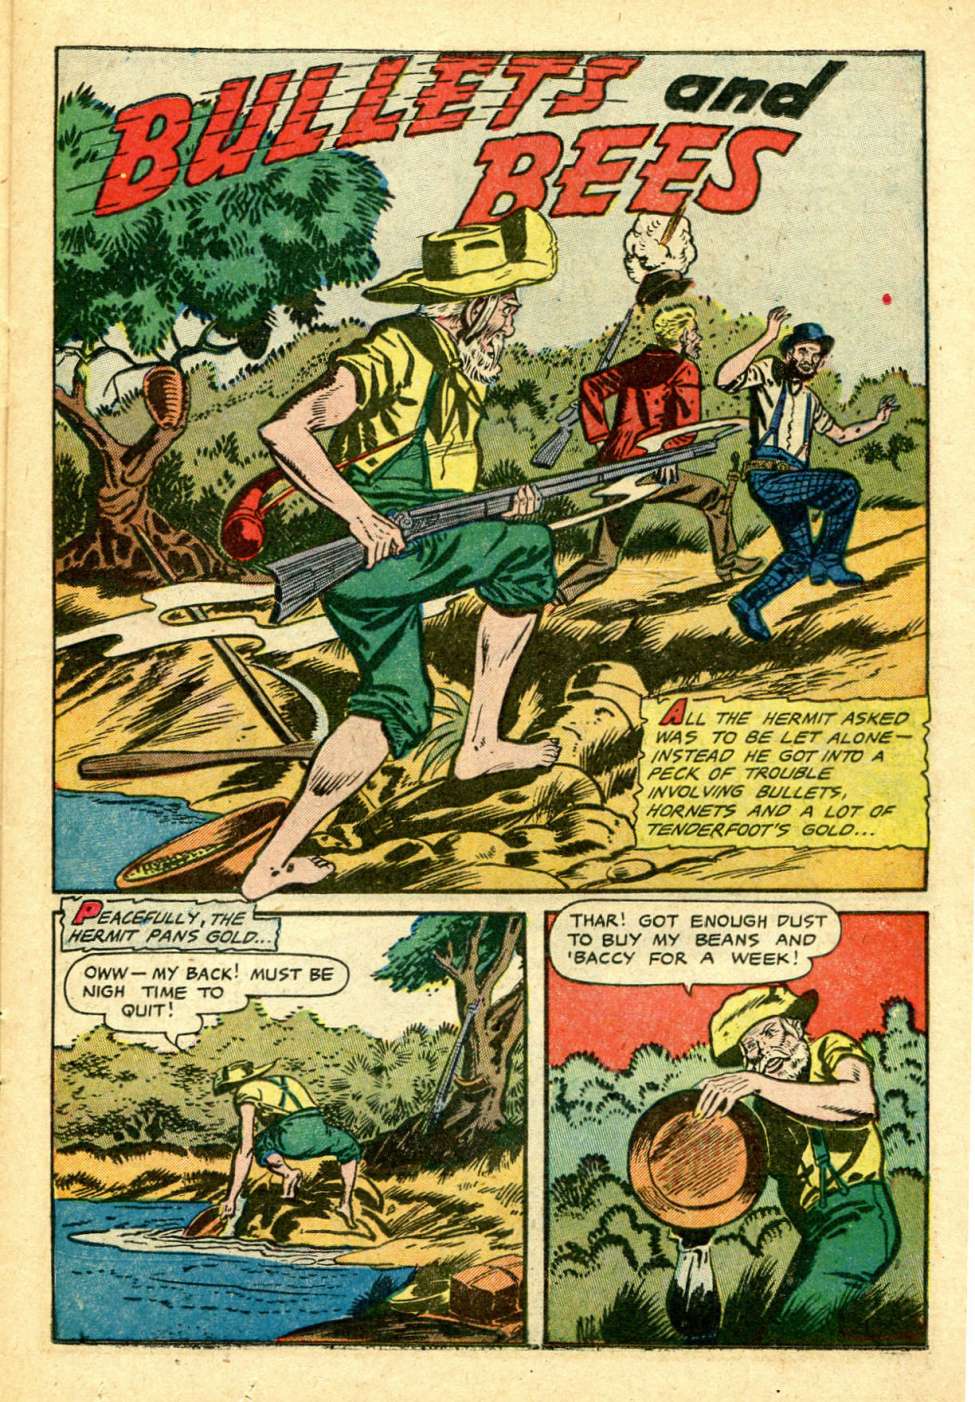 BULLETS and
BEES
ALL THE HERMIT ASKED
WAS TO BE LET ALONE—
INSTEAD HE GOT INTO A
PECK OF TROUBLE
INVOLVING BULLETS,
HORNETS AND A LOT OF
TENDERFOOT'S GOLD...
PEACEFULLY, THE
HERMIT PANS GOLD...
OWW—MY BACK! MUST BE
NIGH TIME TO
QUIT!
THAR! GOT ENOUGH DUST
TO BUY MY BEANS AND
'BACCY FOR A WEEK!